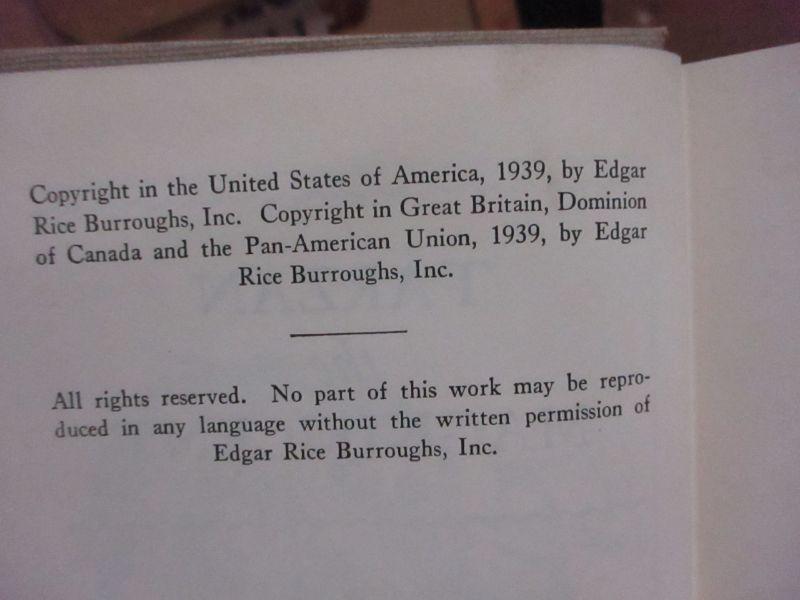 Copyright in the United States of America, 1939, by Edgar
Rice Burroughs, Inc. Copyright in Great Britain, Dominion
of Canada and the Pan-American Union, 1939, by Edgar
Rice Burroughs, Inc.
All rights reserved. No part of this work may be repro-
duced in any language without the written permission of
Edgar Rice Burroughs, Inc.